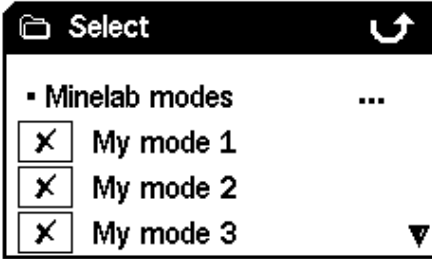 Select
▪ Minelab modes ...
My mode 1
My mode 2
My mode 3